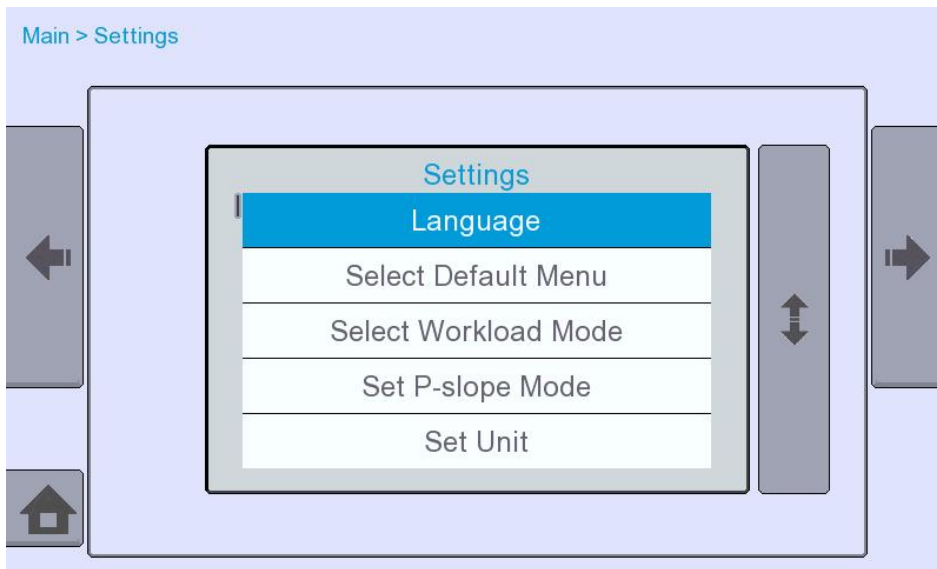 Main > Settings
Settings
Language
Select Default Menu
Select Workload Mode
Set P-slope Mode
Set Unit